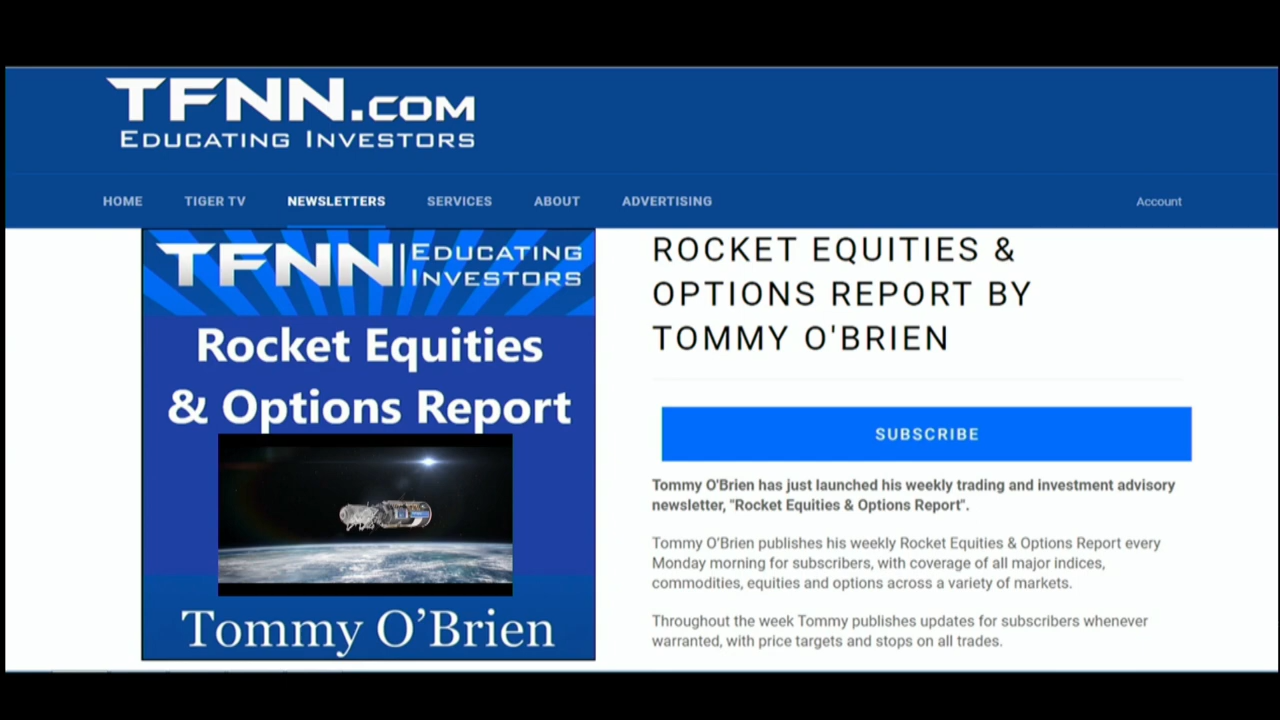 TFNN.COM
EDUCATING INVESTORS
HOME TIGER TV NEWSLETTERS SERVICES ABOUT ADVERTISING Account
TFNN EDUCATING
INVESTORS
Rocket Equities
& Options Report
Tommy O’Brien
ROCKET EQUITIES &
OPTIONS REPORT BY
TOMMY O'BRIEN
SUBSCRIBE
Tommy O'Brien has just launched his weekly trading and investment advisory
newsletter, "Rocket Equities & Options Report".
Tommy O’Brien publishes his weekly Rocket Equities & Options Report every
Monday morning for subscribers, with coverage of all major indices,
commodities, equities and options across a variety of markets.
Throughout the week Tommy publishes updates for subscribers whenever
warranted, with price targets and stops on all trades.